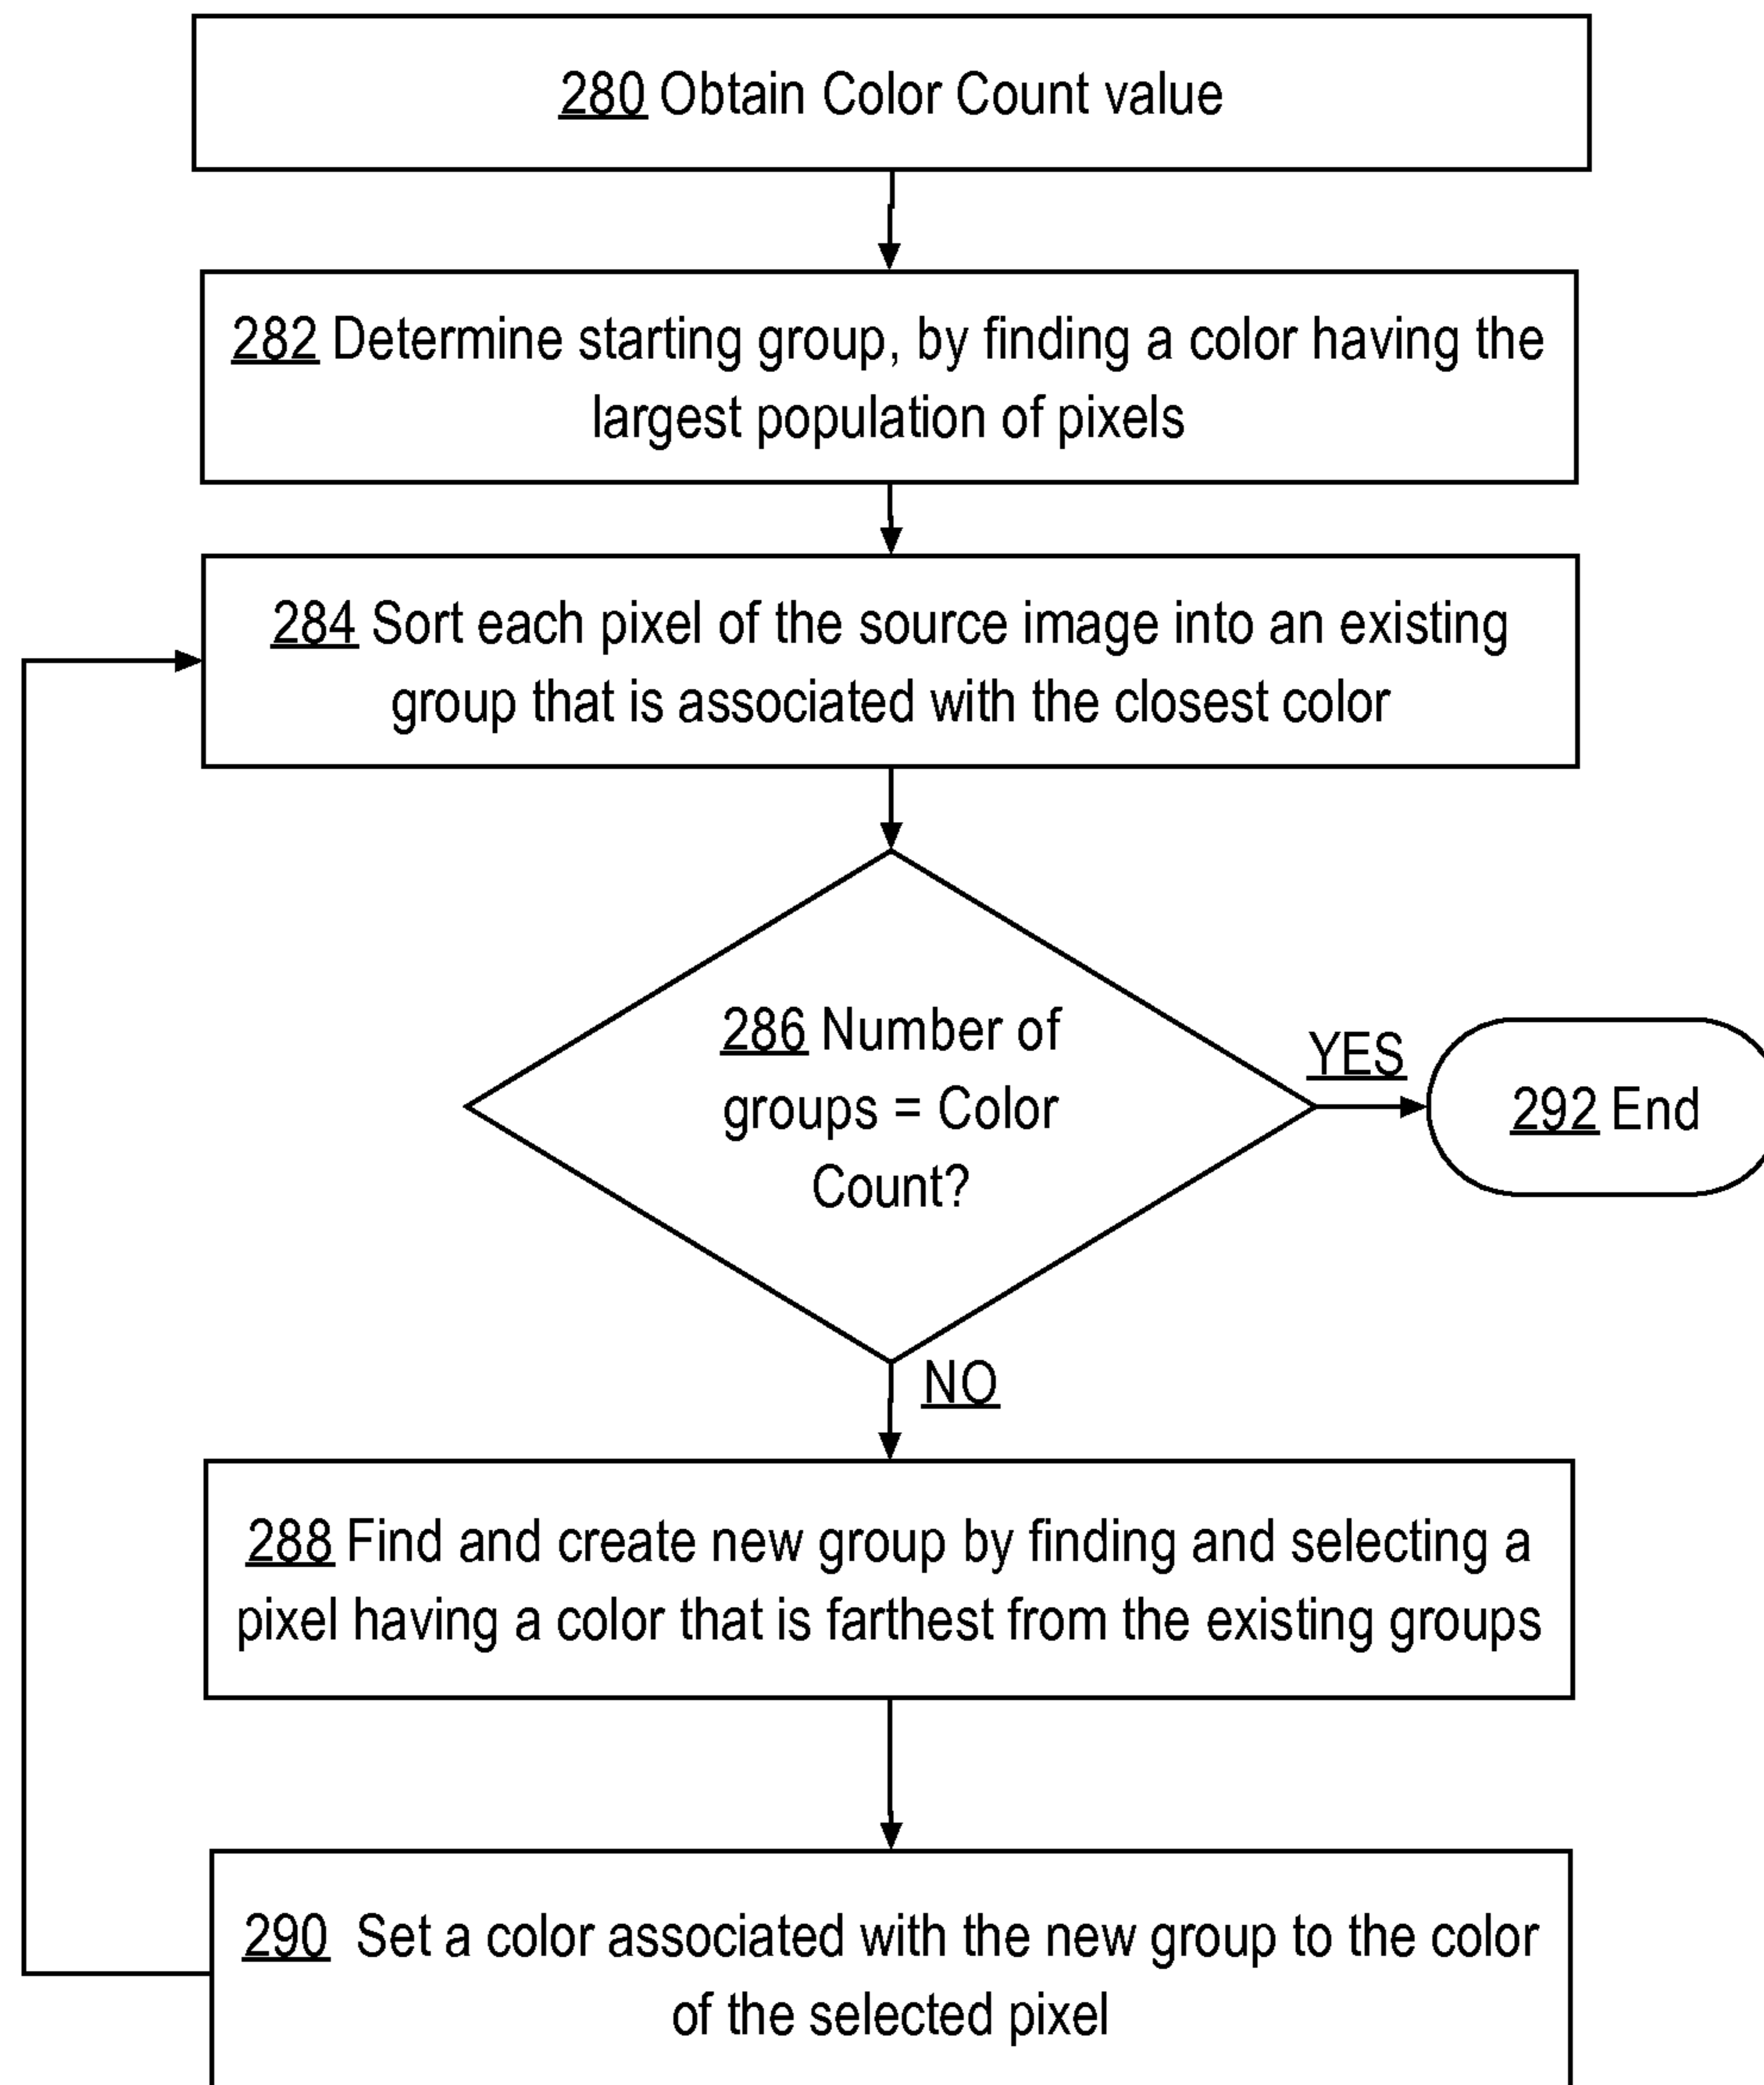 280 Obtain Color Count value
282 Determine starting group, by finding a color having the
largest population of pixels
284 Sort each pixel of the source image into an existing
group that is associated with the closest color
286 Number of
groups = Color
Count?
YES
292 End
NO
288 Find and create new group by finding and selecting a
pixel having a color that is farthest from the existing groups
290 Set a color associated with the new group to the color
of the selected pixel